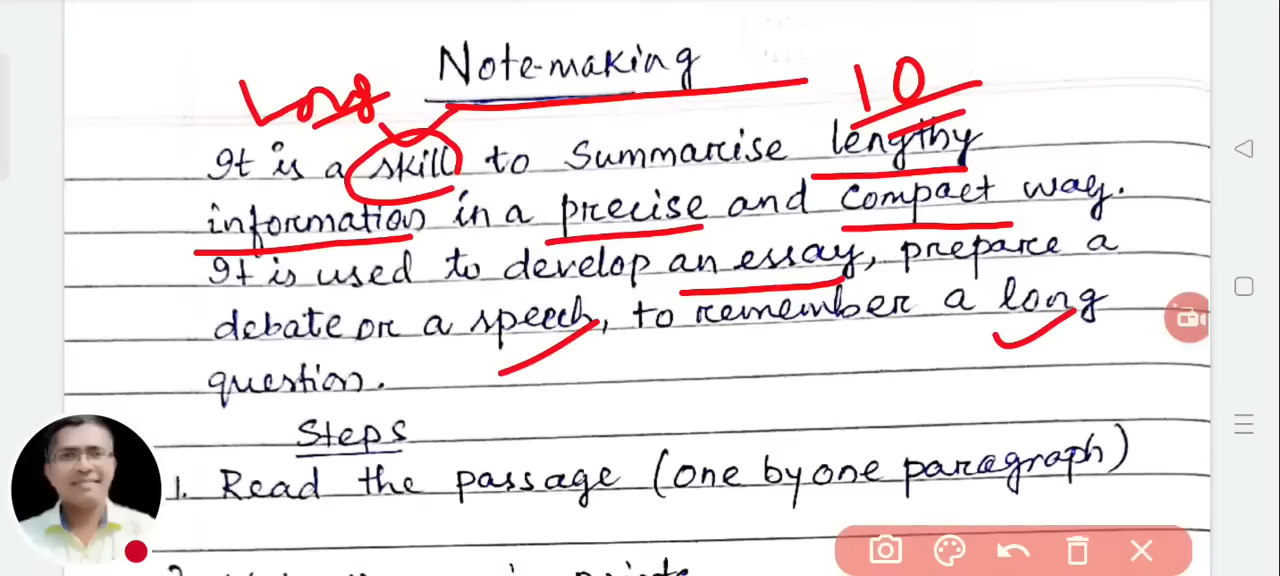 Note-making
Long
10
It is a skill to Summarise lengthy
information in a precise and compact way.
It is used to develop an essay, prepare a
debate or a speech, to remember a long
question.
Steps
1. Read the passage (one by one paragraph)